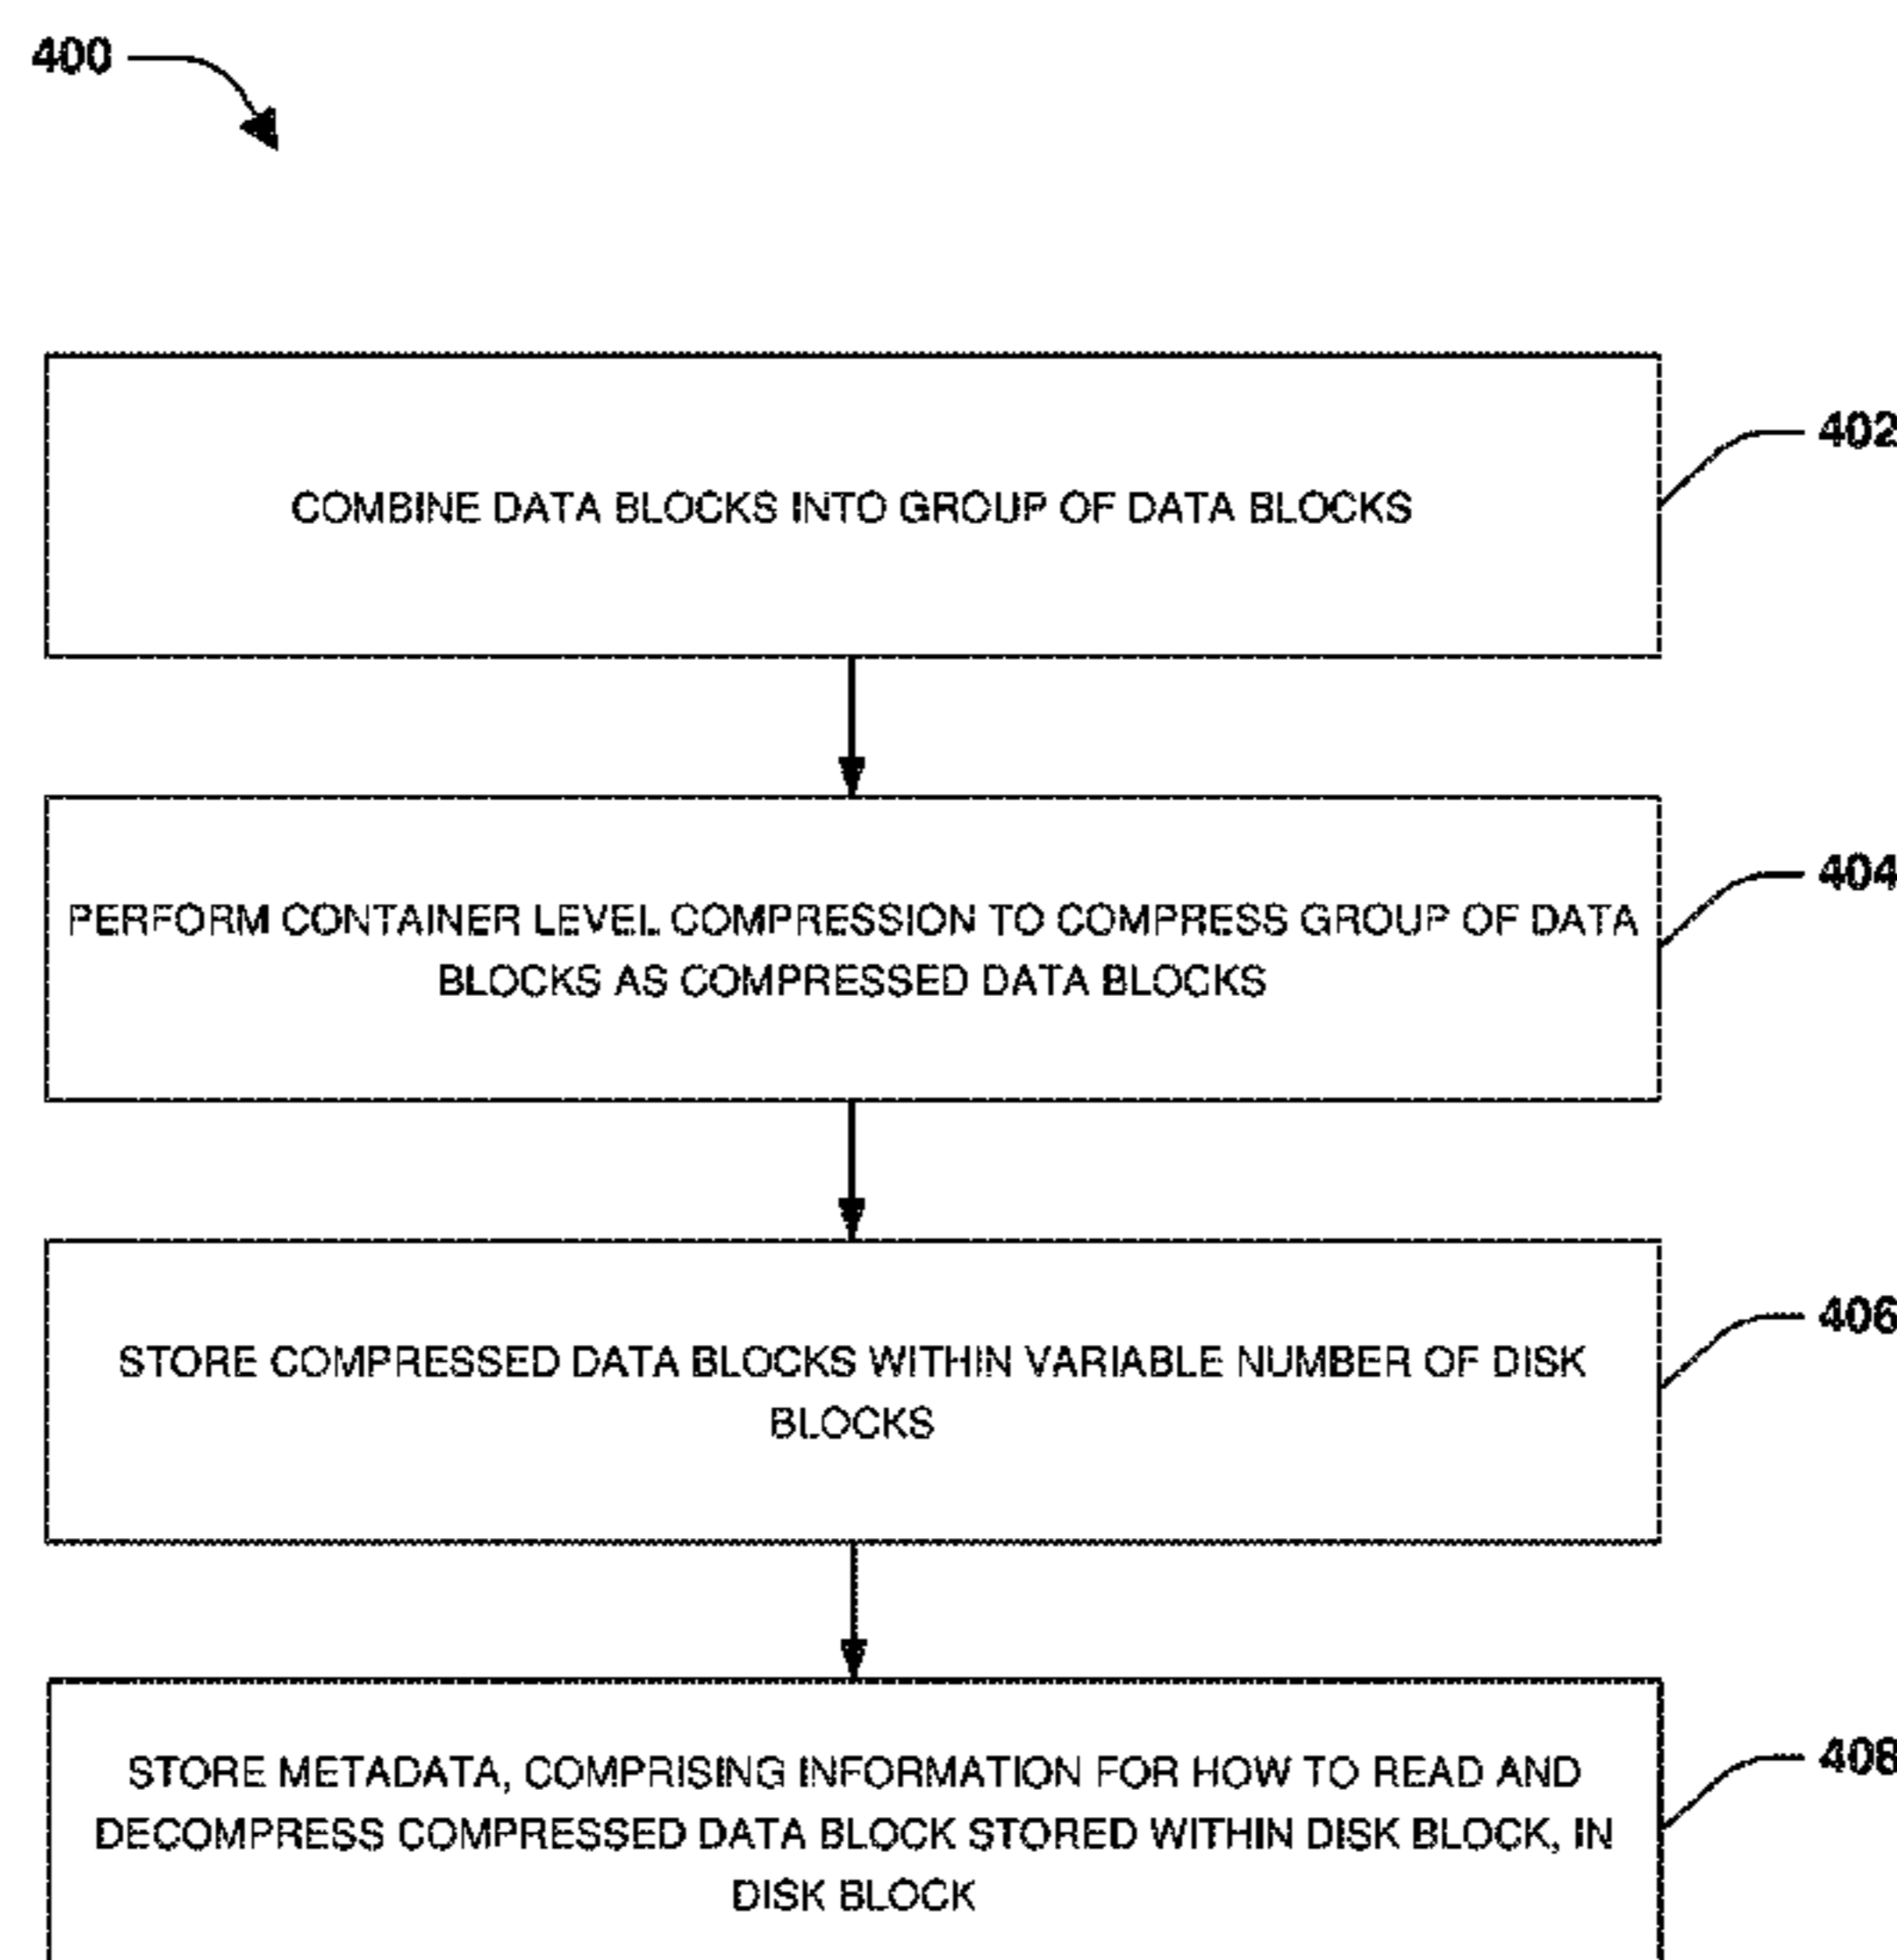 400
COMBINE DATA BLOCKS INTO GROUP OF DATA BLOCKS
402
PERFORM CONTAINER LEVEL COMPRESSION TO COMPRESS GROUP OF DATA
BLOCKS AS COMPRESSED DATA BLOCKS
404
STORE COMPRESSED DATA BLOCKS WITHIN VARIABLE NUMBER OF DISK
BLOCKS
406
STORE METADATA, COMPRISING INFORMATION FOR HOW TO READ AND
DECOMPRESS COMPRESSED DATA BLOCK STORED WITHIN DISK BLOCK, IN
DISK BLOCK
408